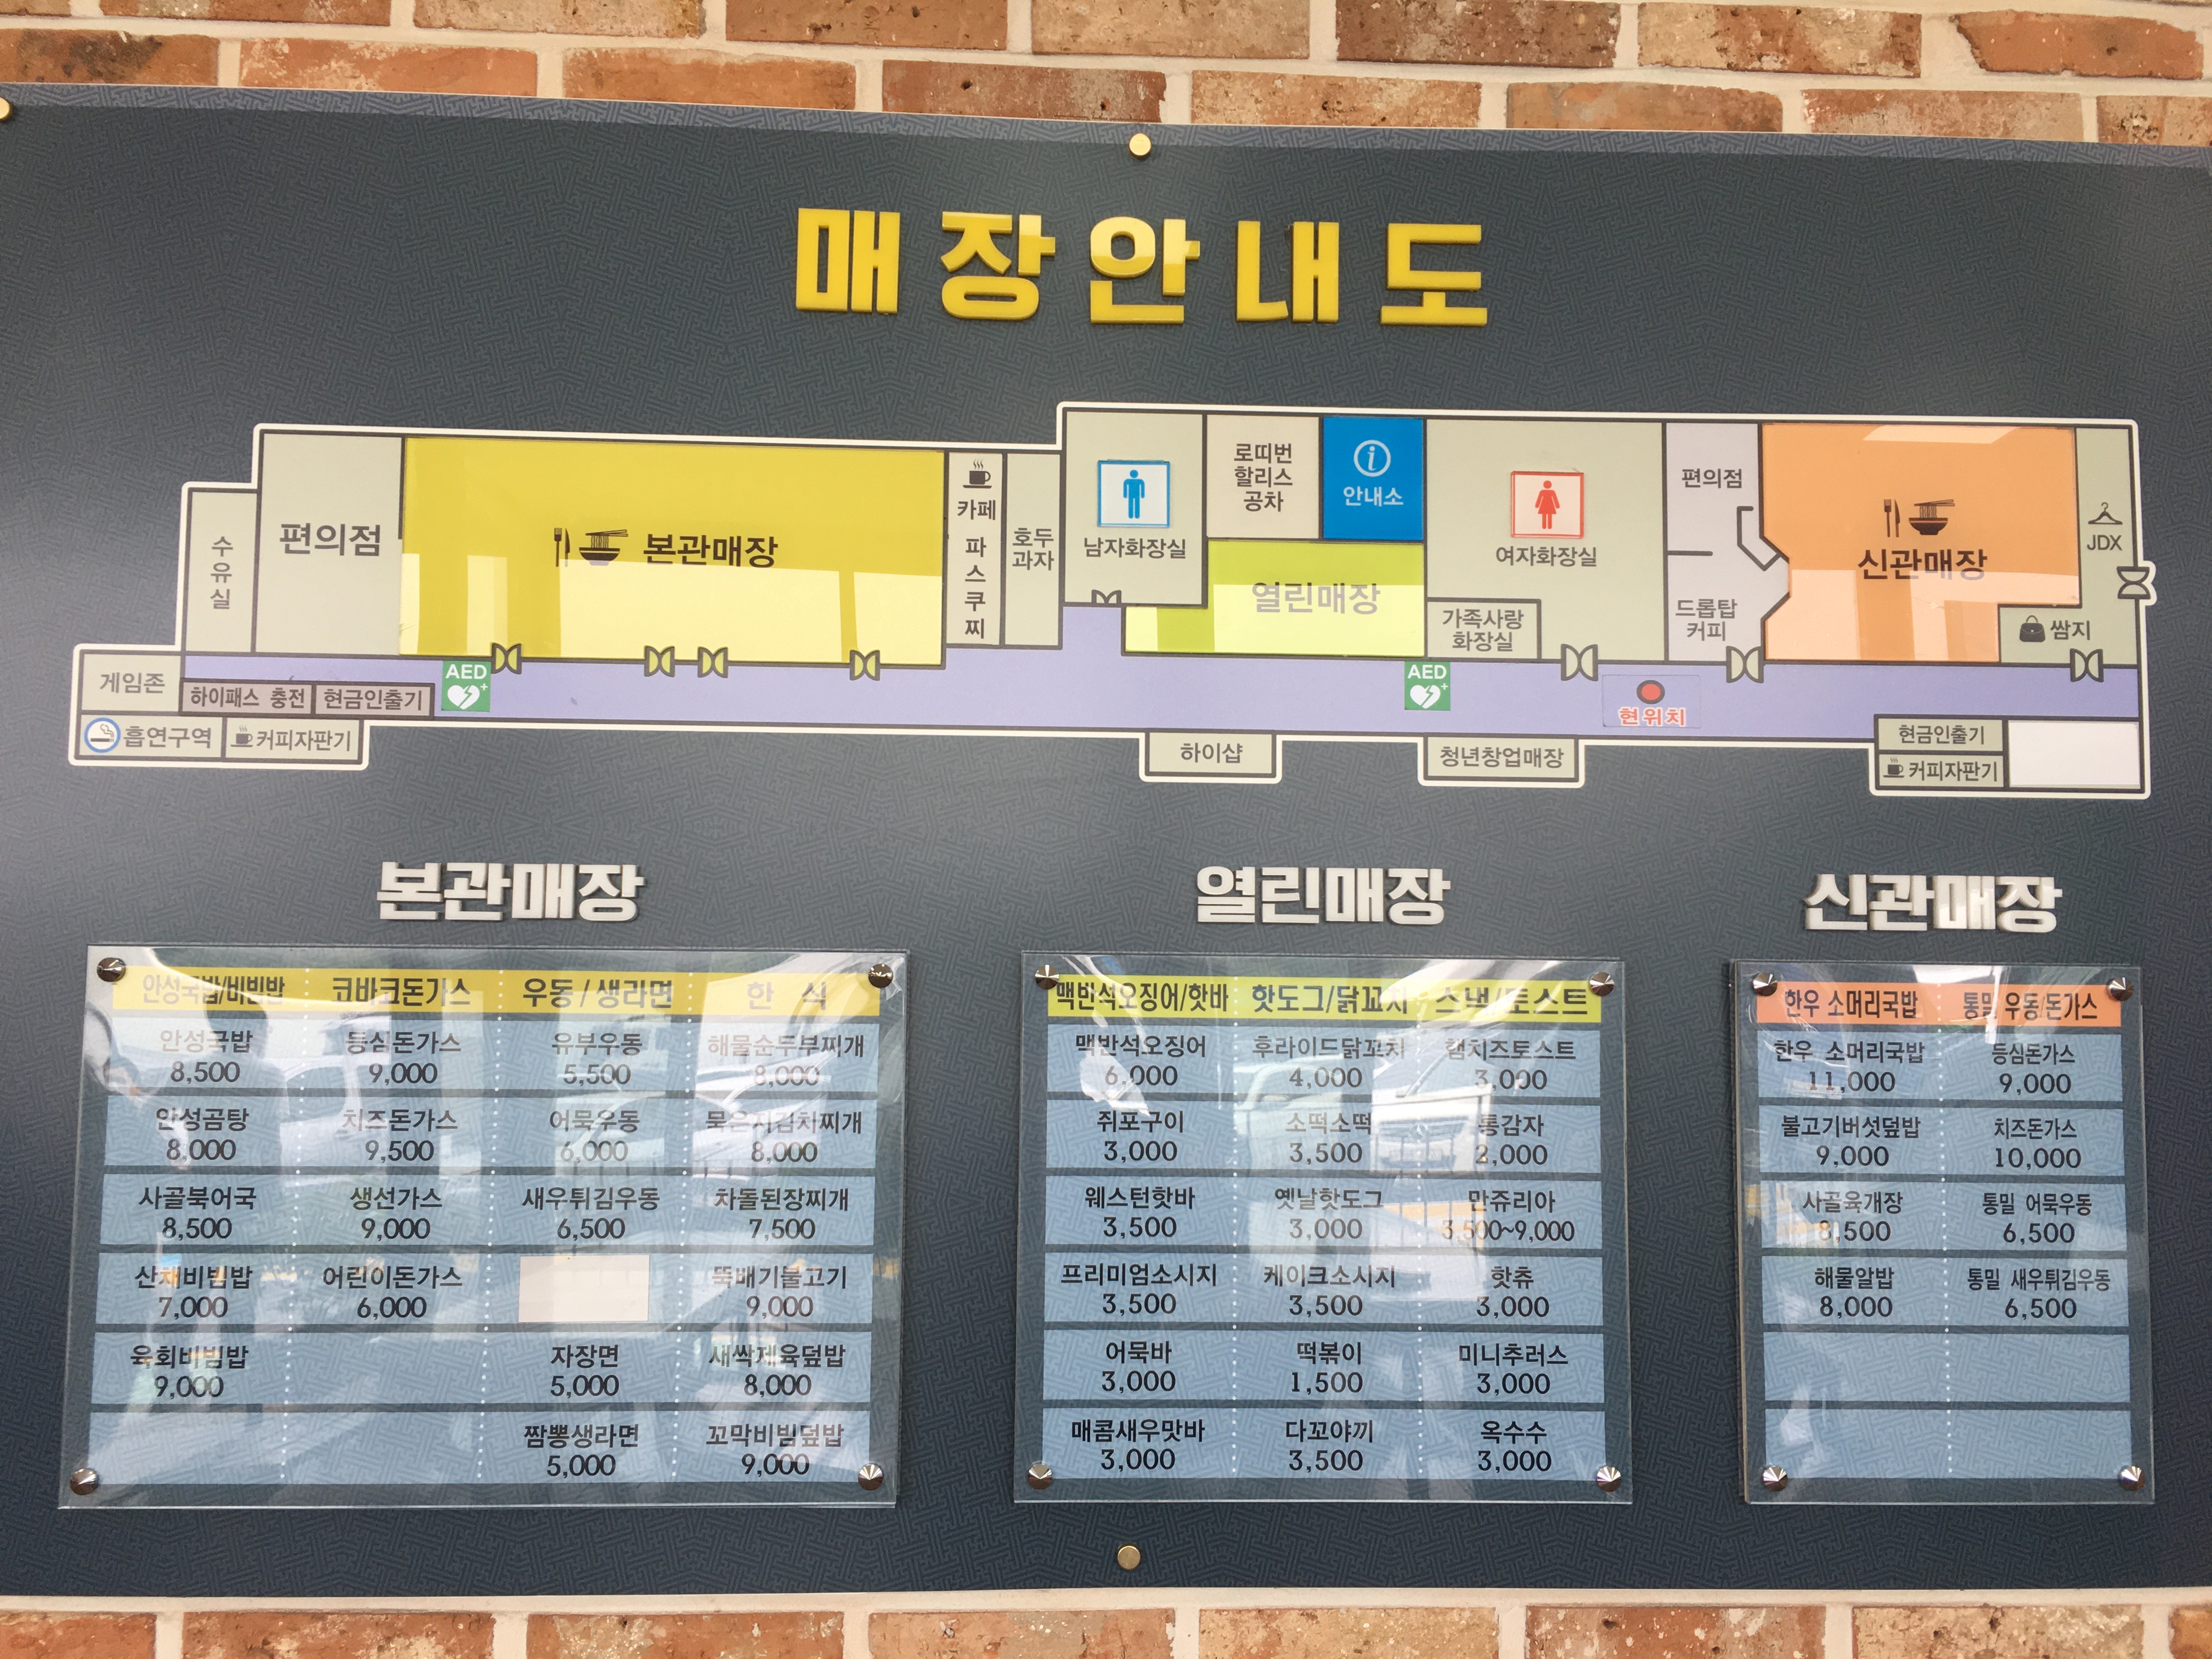 매장안내도
수유실
편의점
본관매장
카페
파스쿠찌
호두
과자
남자화장실
로띠번
할리스
공차
안내소
열린매장
여자화장실
가족사랑
화장실
편의점
드롭탑
커피
신관매장
JDX
쌈지
게임존
하이패스 충전
현금인출기
AED
AED
현위치
흡연구역
커피자판기
하이샵
청년창업매장
현금인출기
커피자판기
본관매장
안성국밥/비빔밥 코바코돈가스 우동/생라면 한 식
안성국밥 등심돈가스 유부우동 해물순두부찌개
8,500 9,000 5,500 8,000
안성곰탕 치즈돈가스 어묵우동 묵은지김치찌개
8,000 9,500 6,000 8,000
사골북어국 생선가스 새우튀김우동 차돌된장찌개
8,500 9,000 6,500 7,500
산채비빔밥 어린이돈가스 뚝배기불고기
7,000 6,000 9,000
육회비빔밥 자장면 새싹제육덮밥
9,000 5,000 8,000
짬뽕생라면 꼬막비빔덮밥
5,000 9,000
열린매장
맥반석오징어/핫바 핫도그/닭꼬치 스낵/토스트
맥반석오징어 후라이드닭꼬치 햄치즈토스트
6,000 4,000 3,000
쥐포구이 소떡소떡 통감자
3,000 3,500 2,000
웨스턴핫바 옛날핫도그 만쥬리아
3,500 3,000 3,500~9,000
프리미엄소시지 케이크소시지 핫츄
3,500 3,500 3,000
어묵바 떡볶이 미니추러스
3,000 1,500 3,000
매콤새우맛바 다꼬야끼 옥수수
3,000 3,500 3,000
신관매장
한우 소머리국밥 통밀 우동/돈가스
한우 소머리국밥 등심돈가스
11,000 9,000
불고기버섯덮밥 치즈돈가스
9,000 10,000
사골육개장 통밀 어묵우동
8,500 6,500
해물알밥 통밀 새우튀김우동
8,000 6,500